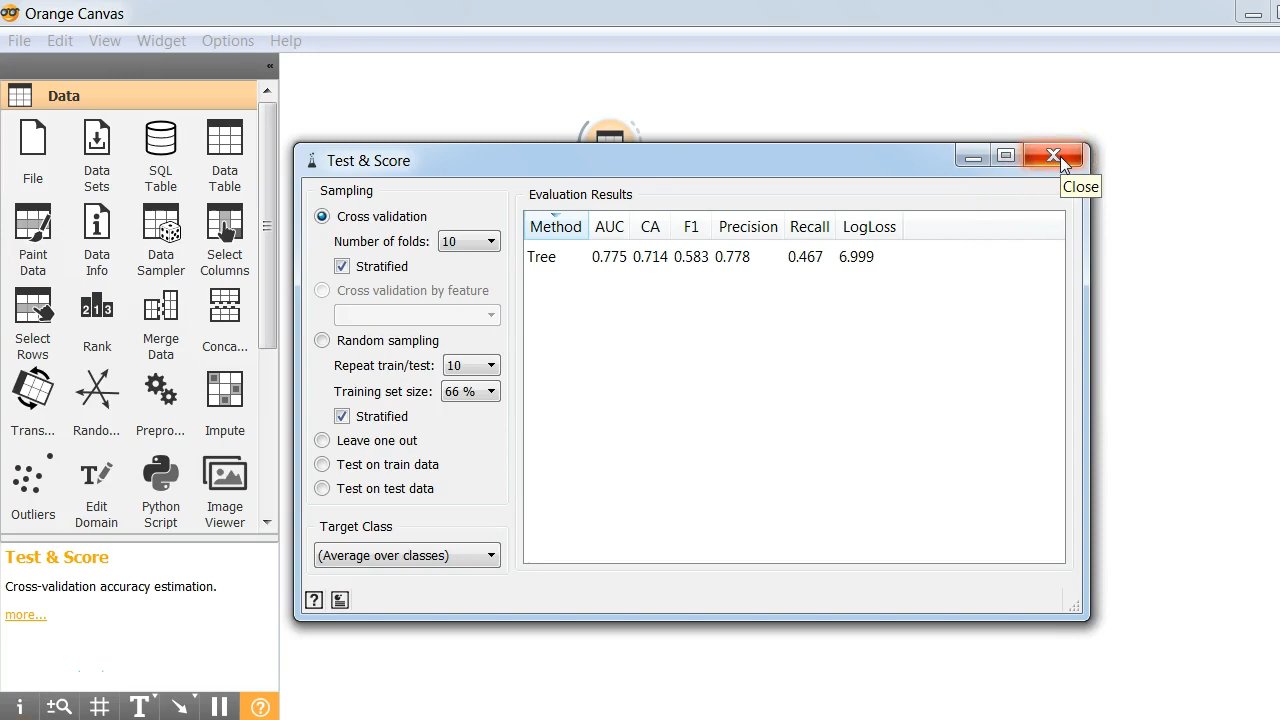 Orange Canvas
File Edit View Widget Options Help
«
Data
File
Data Sets
SQL Table
Data Table
Paint Data
Data Info
Data Sampler
Select Columns
Select Rows
Rank
Merge Data
Conca...
Trans...
Rando...
Prepro...
Impute
Outliers
Edit Domain
Python Script
Image Viewer
Test & Score
Cross-validation accuracy estimation.
more...
Test & Score
Close
Sampling
Cross validation
Number of folds: 10
Stratified
Cross validation by feature
Random sampling
Repeat train/test: 10
Training set size: 66 %
Stratified
Leave one out
Test on train data
Test on test data
Target Class
(Average over classes)
Evaluation Results
Method AUC CA F1 Precision Recall LogLoss
Tree 0.775 0.714 0.583 0.778 0.467 6.999